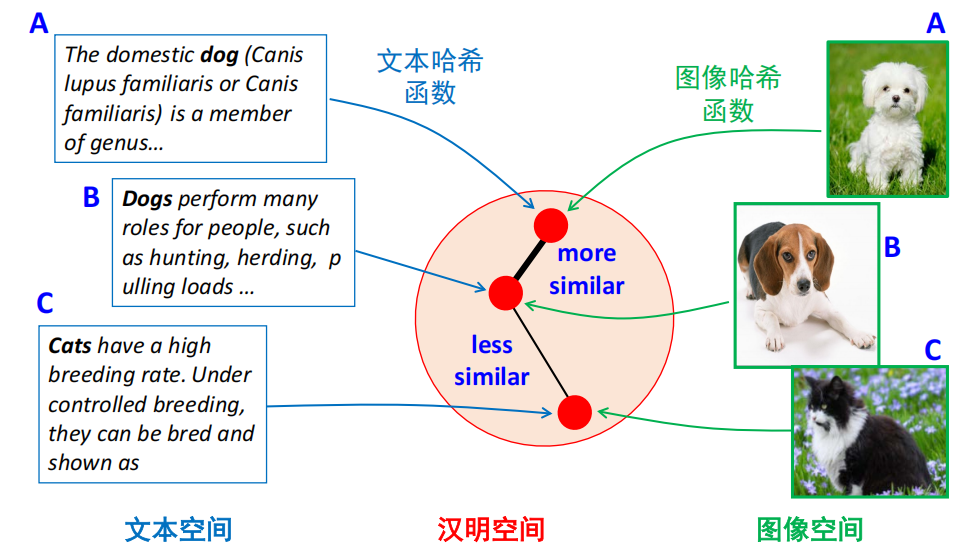 A
The domestic dog (Canis
lupus familiaris or Canis
familiaris) is a member
of genus…
B
Dogs perform many
roles for people, such
as hunting, herding, p
ulling loads …
C
Cats have a high
breeding rate. Under
controlled breeding,
they can be bred and
shown as
文本哈希
函数
图像哈希
函数
more
similar
less
similar
A
B
C
文本空间
汉明空间
图像空间